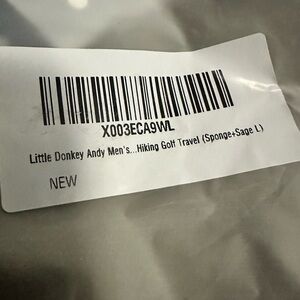 X003ECA9WL
Little Donkey Andy Men's...Hiking Golf Travel (Sponge+Sage L)
NEW